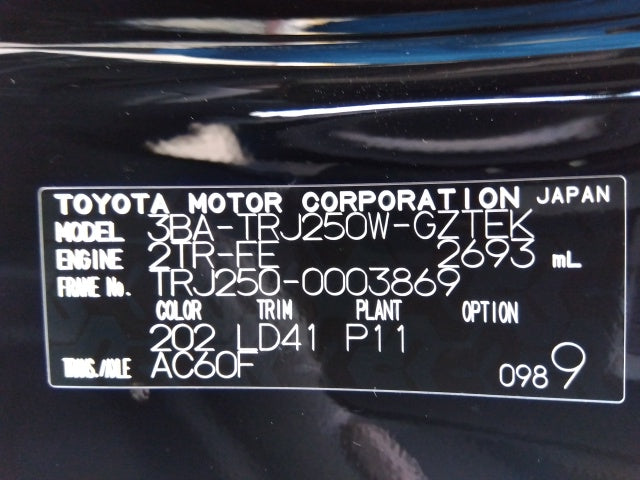 TOYOTA MOTOR CORPORATION JAPAN
MODEL 3BA-TRJ250W-GZTEK
ENGINE 2TR-FE 2693 mL
FRAME No. TRJ250-0003869
COLOR TRIM PLANT OPTION
202 LD41 P11
TRANS./AXLE AC60F
0989